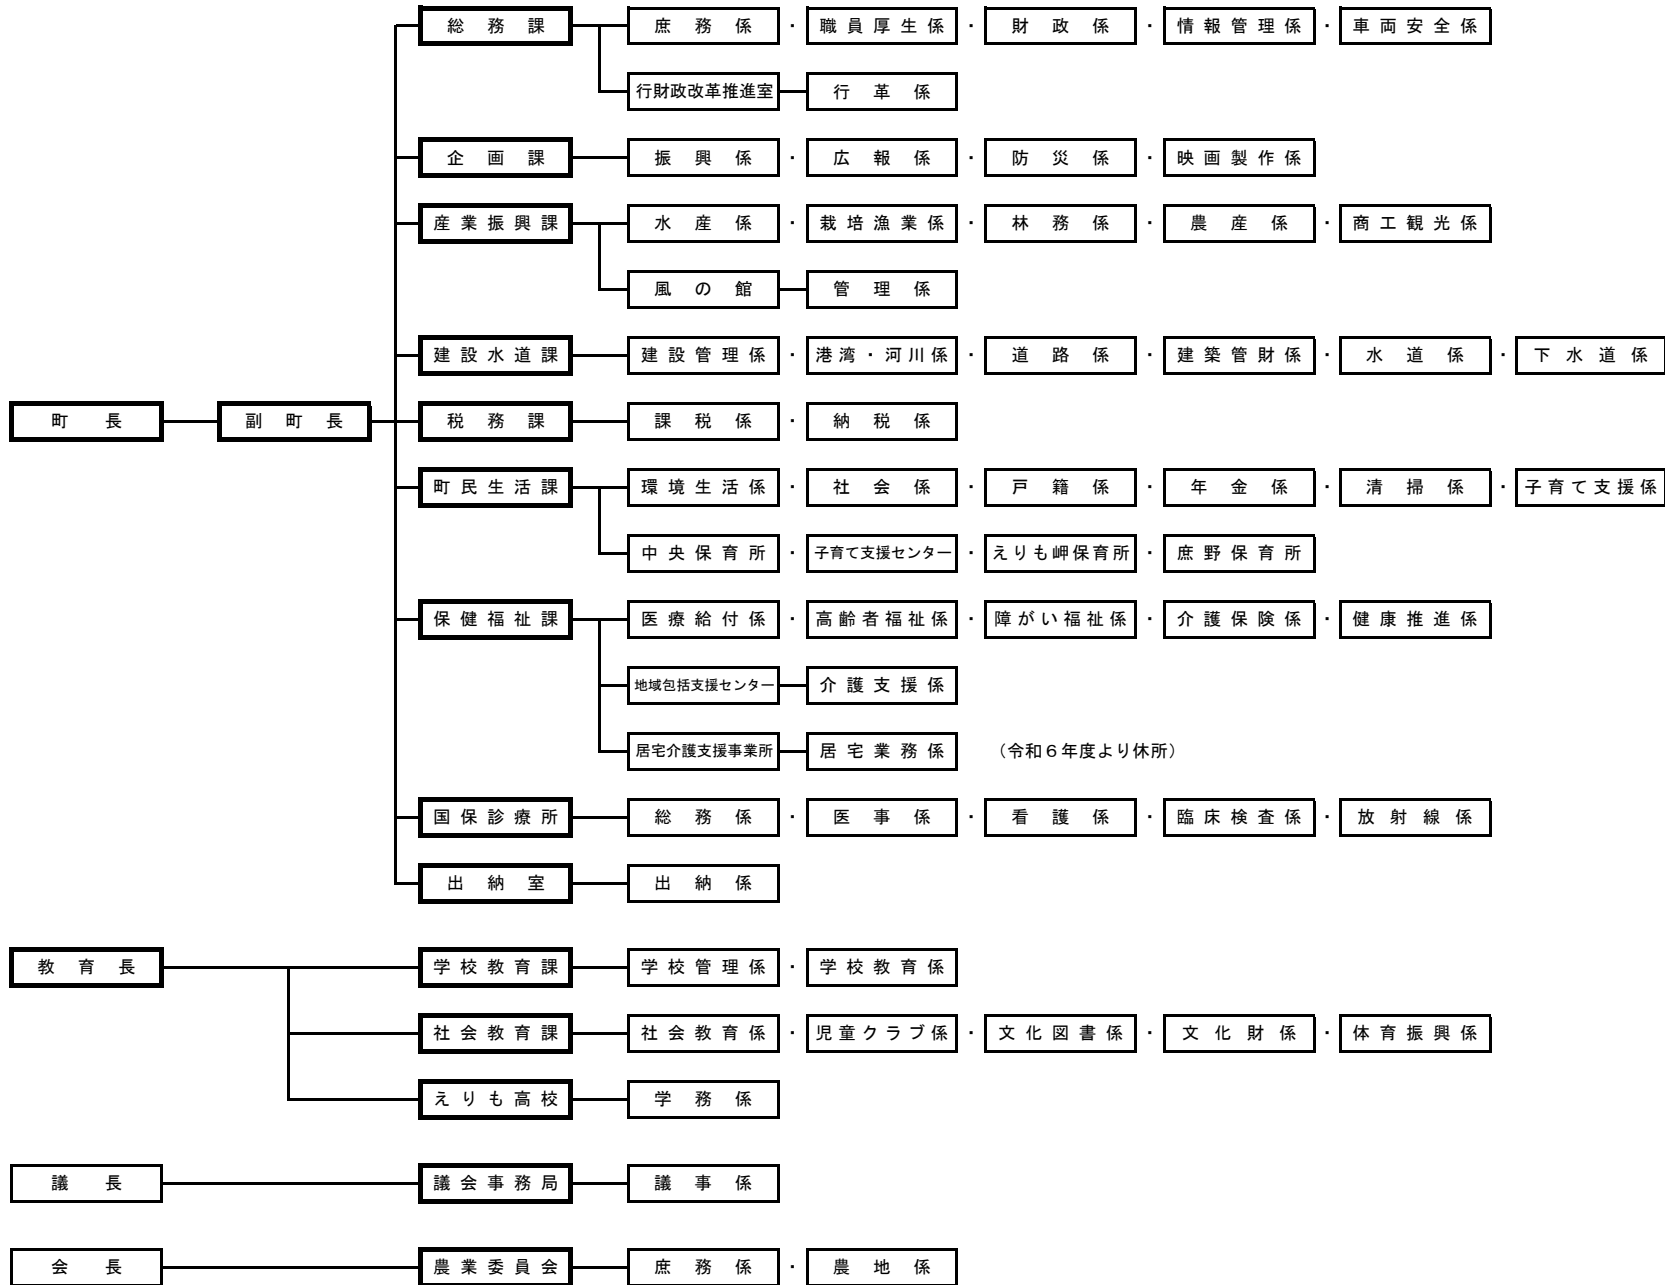 総務課 庶務係・職員厚生係・財政係・情報管理係・車両安全係
行財政改革推進室 行革係
企画課 振興係・広報係・防災係・映画製作係
産業振興課 水産係・栽培漁業係・林務係・農産係・商工観光係
風の館 管理係
建設水道課 建設管理係・港湾・河川係・道路係・建築管財係・水道係・下水道係
町長 副町長 税務課 課税係・納税係
町民生活課 環境生活係・社会係・戸籍係・年金係・清掃係・子育て支援係
中央保育所・子育て支援センター・えりも岬保育所・庶野保育所
保健福祉課 医療給付係・高齢者福祉係・障がい福祉係・介護保険係・健康推進係
地域包括支援センター 介護支援係
居宅介護支援事業所 居宅業務係 (令和6年度より休所)
国保診療所 総務係・医事係・看護係・臨床検査係・放射線係
出納室 出納係
教育長 学校教育課 学校管理係・学校教育係
社会教育課 社会教育係・児童クラブ係・文化図書係・文化財係・体育振興係
えりも高校 学務係
議長 議会事務局 議事係
会長 農業委員会 庶務係・農地係